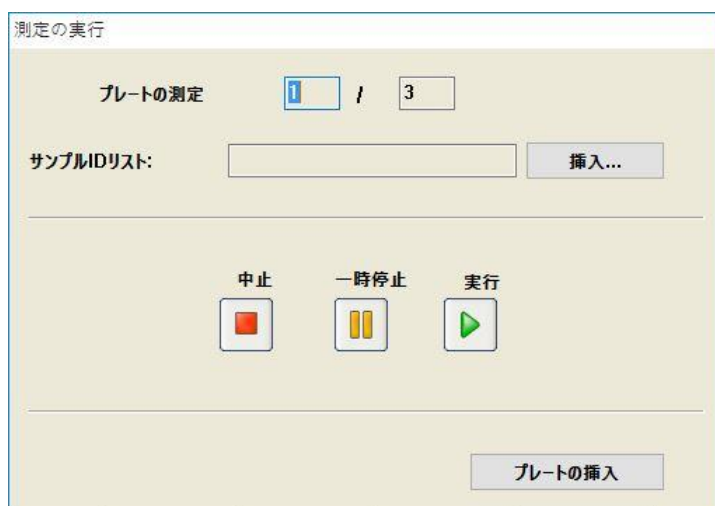 測定の実行
プレートの測定 1 / 3
サンプルIDリスト: 挿入...
中止 一時停止 実行
プレートの挿入